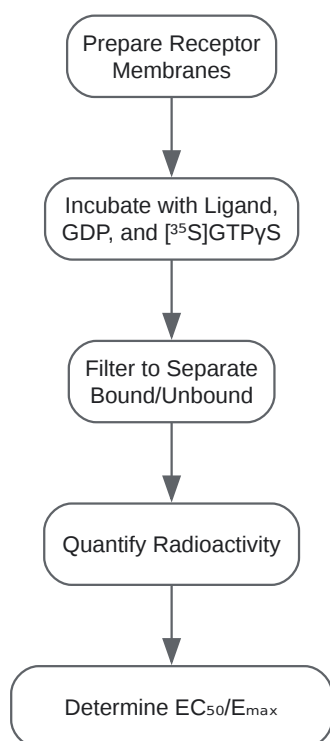 Prepare Receptor
Membranes
Incubate with Ligand,
GDP, and [³⁵S]GTPγS
Filter to Separate
Bound/Unbound
Quantify Radioactivity
Determine EC₅₀/Eₘₐₓ